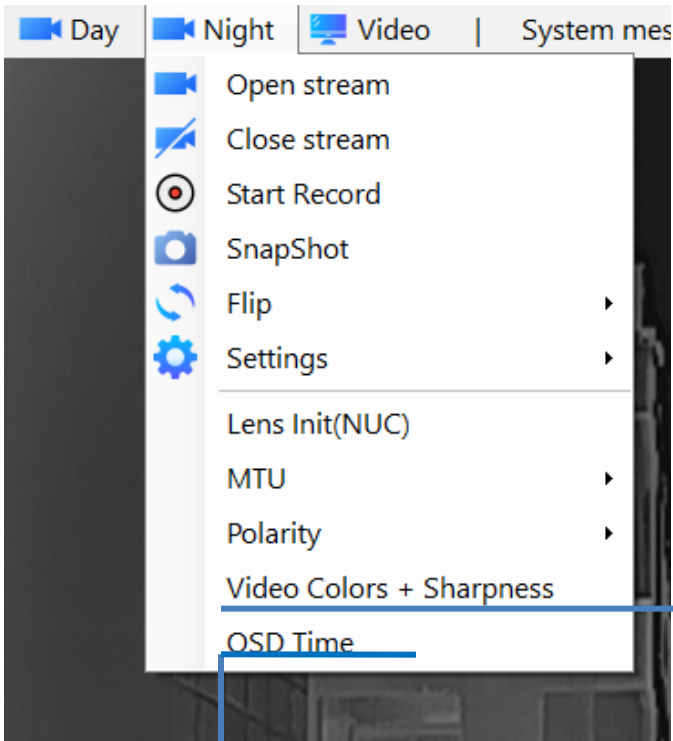 Day Night Video | System mes
Open stream
Close stream
Start Record
SnapShot
Flip
Settings
Lens Init(NUC)
MTU
Polarity
Video Colors + Sharpness
OSD Time